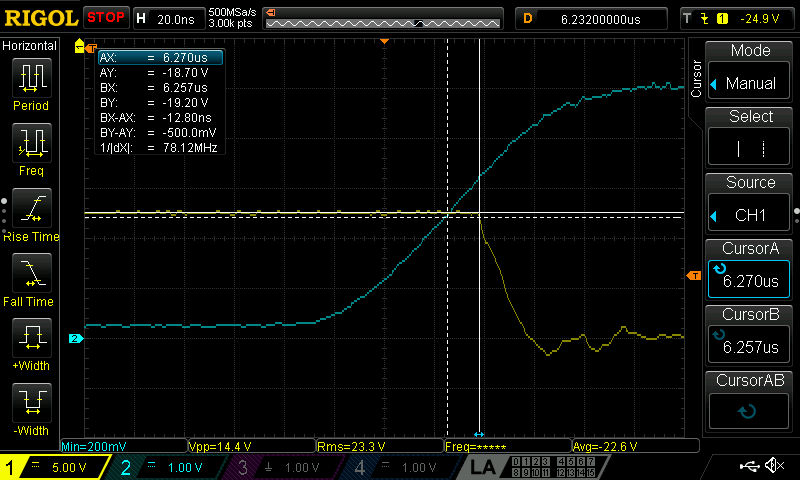 RIGOL STOP H 20.0ns 500MSa/s 3.00k pts D 6.23200000us T 1 -24.9 V
Horizontal
Period
Freq
Rise Time
Fall Time
+Width
-Width
T
AX: = 6.270us
AY: = -18.70 V
BX: = 6.257us
BY: = -19.20 V
BX-AX: = -12.80ns
BY-AY: = -500.0mV
1/|dX|: = 78.12MHz
2
T
Cursor
Mode
Manual
Select
Source
CH1
CursorA
6.270us
CursorB
6.257us
CursorAB
Min=200mV Vpp=14.4 V Rms=23.3 V Freq=***** Avg=-22.6 V
1 5.00 V 2 1.00 V 3 1.00 V 4 1.00 V LA
0 1 2 3 4 5 6 7
8 9 10 11 12 13 14 15